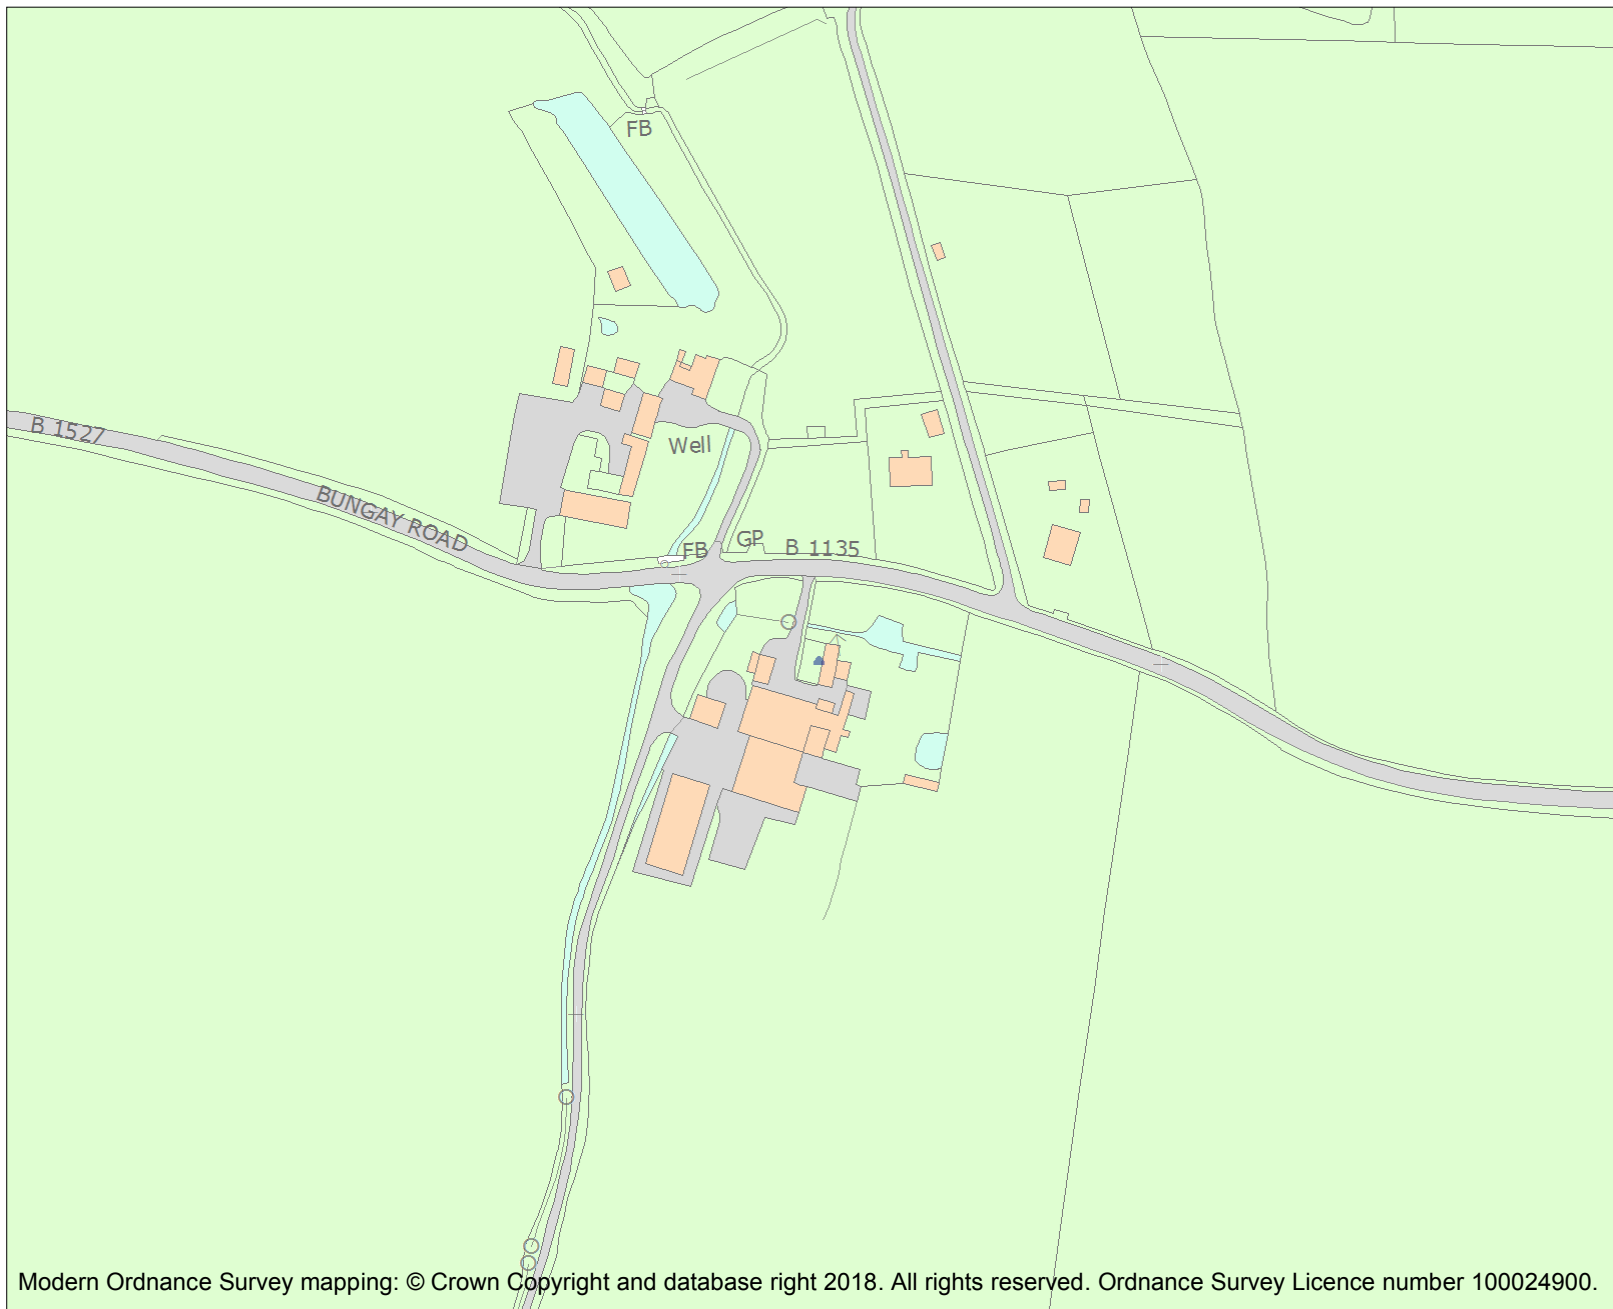 FB
B 1527
Well
BUNGAY ROAD
FB
GP
B 1135
Modern Ordnance Survey mapping: © Crown Copyright and database right 2018. All rights reserved. Ordnance Survey Licence number 100024900.